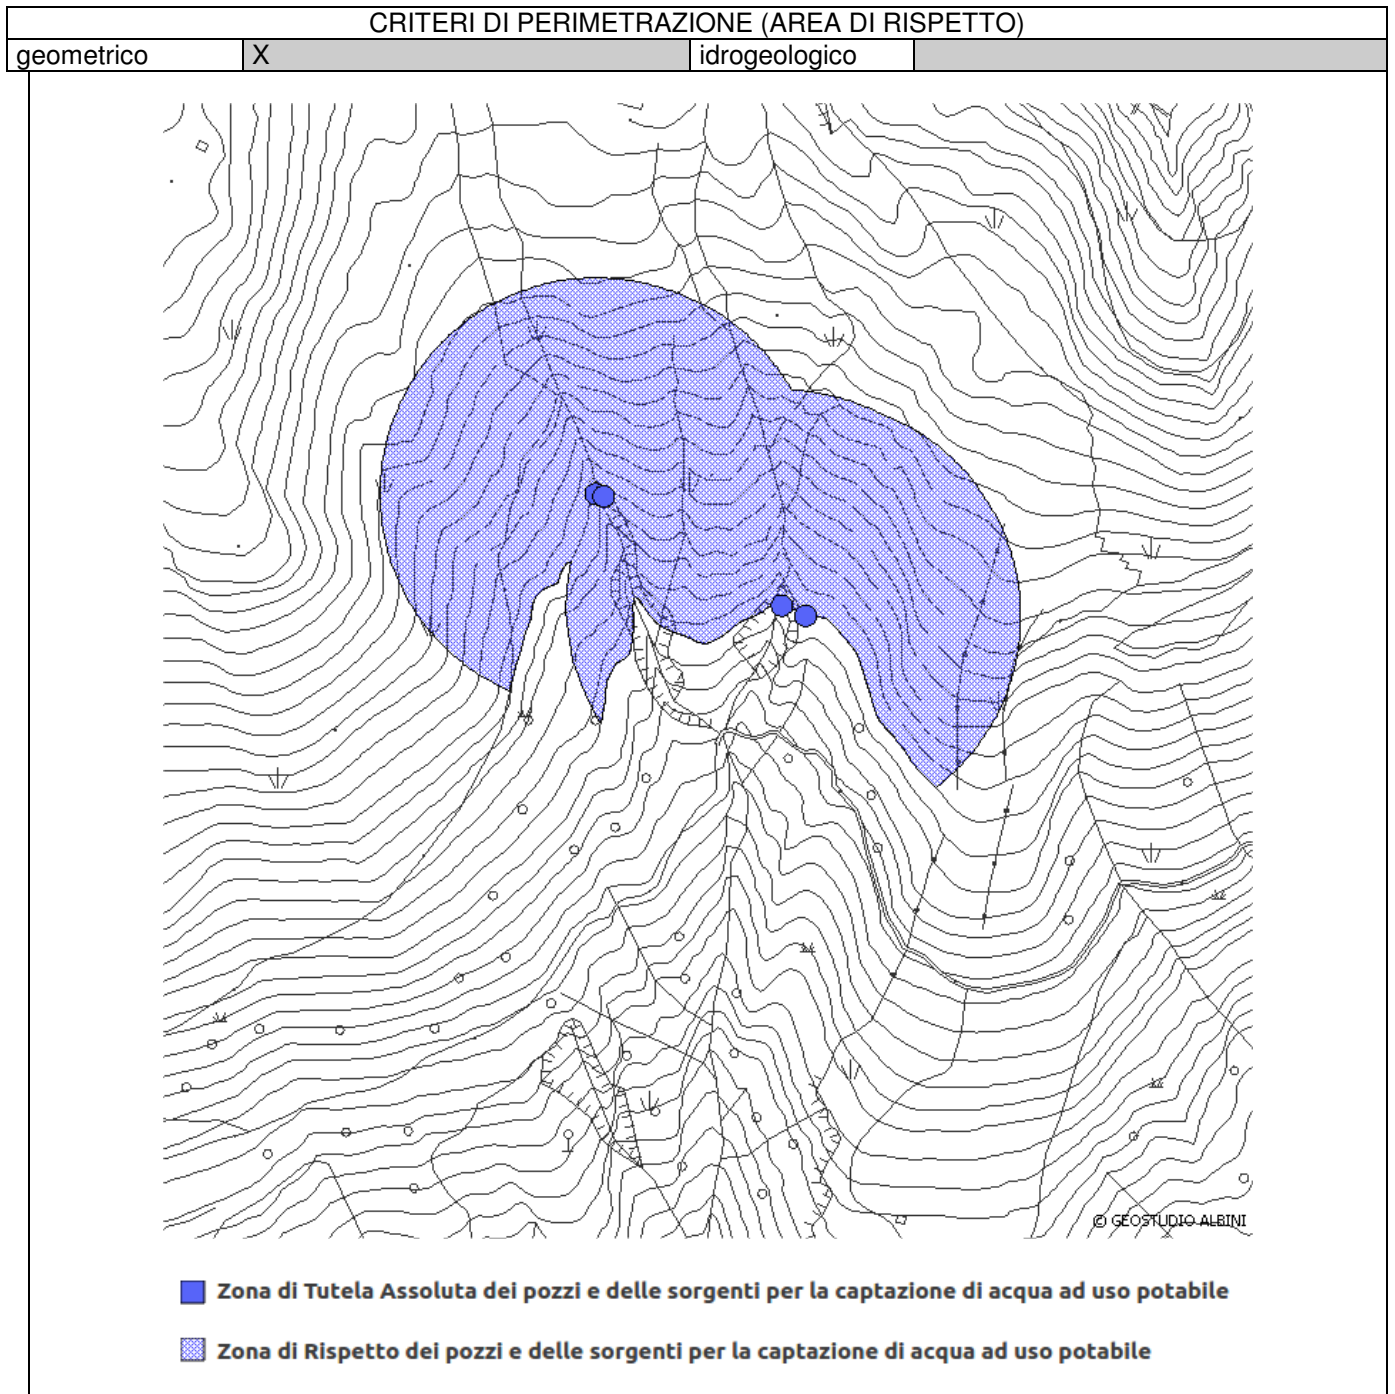 CRITERI DI PERIMETRAZIONE (AREA DI RISPETTO)
geometrico X idrogeologico
© GEOSTUDIO ALBINI
Zona di Tutela Assoluta dei pozzi e delle sorgenti per la captazione di acqua ad uso potabile
Zona di Rispetto dei pozzi e delle sorgenti per la captazione di acqua ad uso potabile